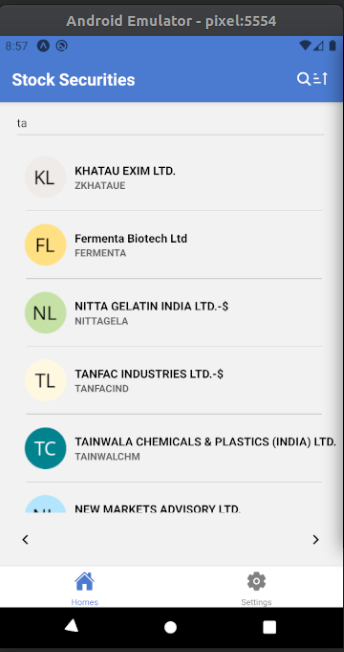 Android Emulator - pixel:5554
8:57
Stock Securities
ta
KL
KHATAU EXIM LTD.
ZKHATAUE
FL
Fermenta Biotech Ltd
FERMENTA
NL
NITTA GELATIN INDIA LTD.-$
NITTAGELA
TL
TANFAC INDUSTRIES LTD.-$
TANFACIND
TC
TAINWALA CHEMICALS & PLASTICS (INDIA) LTD.
TAINWALCHM
NEW MARKETS ADVISORY LTD.
Homes
Settings